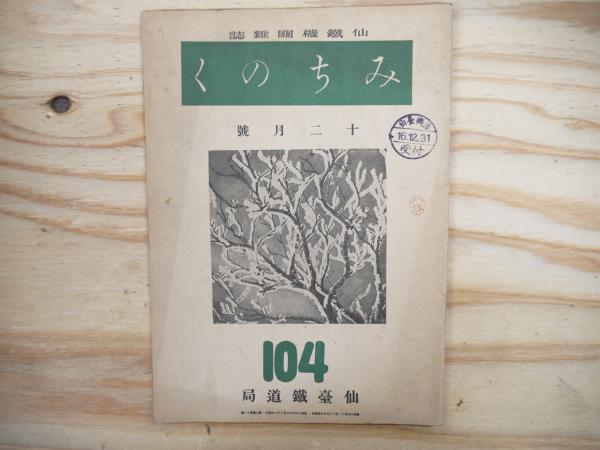 仙鐵機關雜誌
みちのく
十二月號
16.12.31
受付
104
仙臺鐵道局